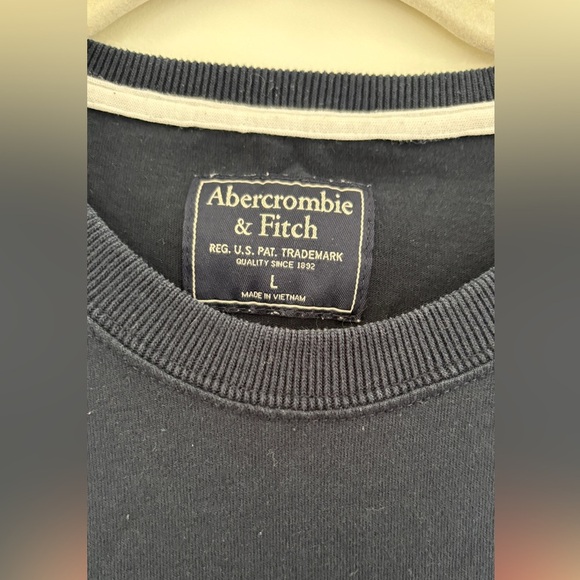 Abercrombie
& Fitch
REG. U.S. PAT. TRADEMARK
QUALITY SINCE 1892
L
MADE IN VIETNAM